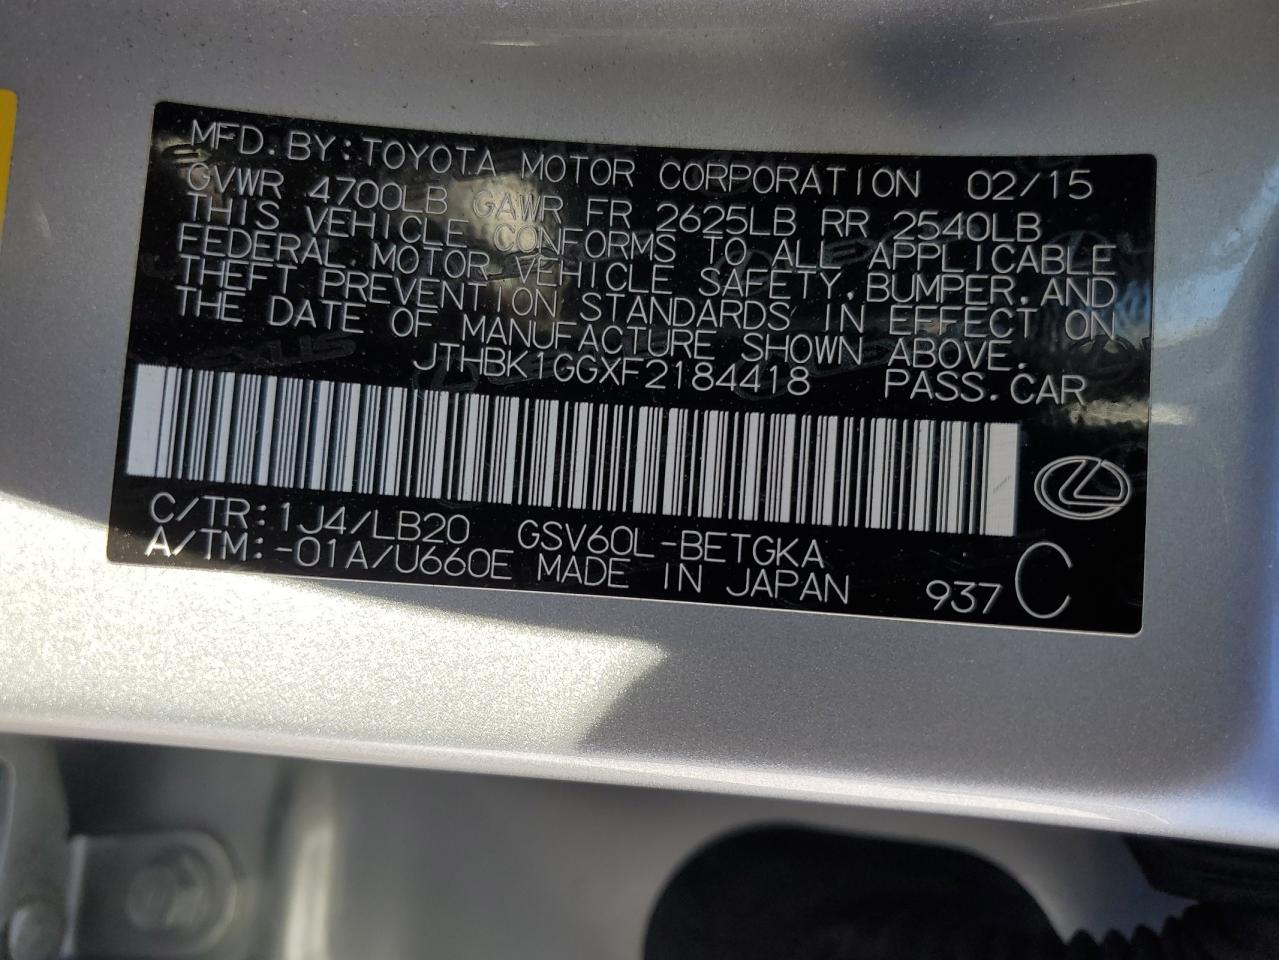 MFD.BY:TOYOTA MOTOR CORPORATION 02/15
GVWR 4700LB GAWR FR 2625LB RR 2540LB
THIS VEHICLE CONFORMS TO ALL APPLICABLE
FEDERAL MOTOR VEHICLE SAFETY,BUMPER,AND
THEFT PREVENTION STANDARDS IN EFFECT ON
THE DATE OF MANUFACTURE SHOWN ABOVE.
JTHBK1GGXF2184418 PASS.CAR
C/TR:1J4/LB20 GSV60L-BETGKA
A/TM:-01A/U660E MADE IN JAPAN 937 C